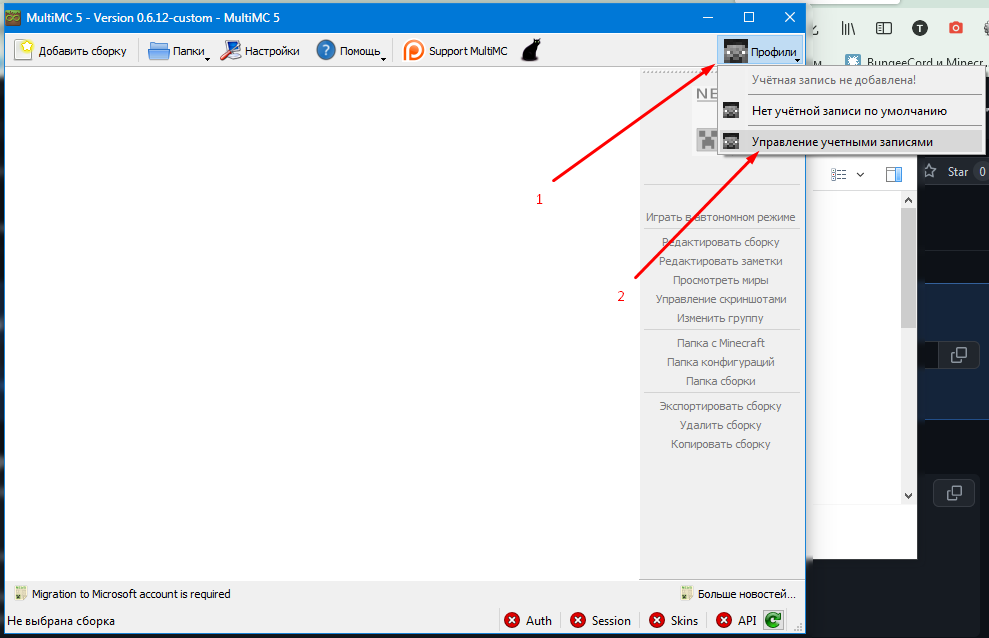 MultiMC 5 - Version 0.6.12-custom - MultiMC 5
Добавить сборку Папки Настройки Помощь Support MultiMC Профили
BungeeCord и Minecr
Учётная запись не добавлена!
NE
Нет учётной записи по умолчанию
Управление учетными записями
Star 0
1
Играть в автономном режиме
Редактировать сборку
Редактировать заметки
Просмотреть миры
2
Управление скриншотами
Изменить группу
Папка с Minecraft
Папка конфигураций
Папка сборки
Экспортировать сборку
Удалить сборку
Копировать сборку
Migration to Microsoft account is required
Больше новостей...
Не выбрана сборка
Auth Session Skins API